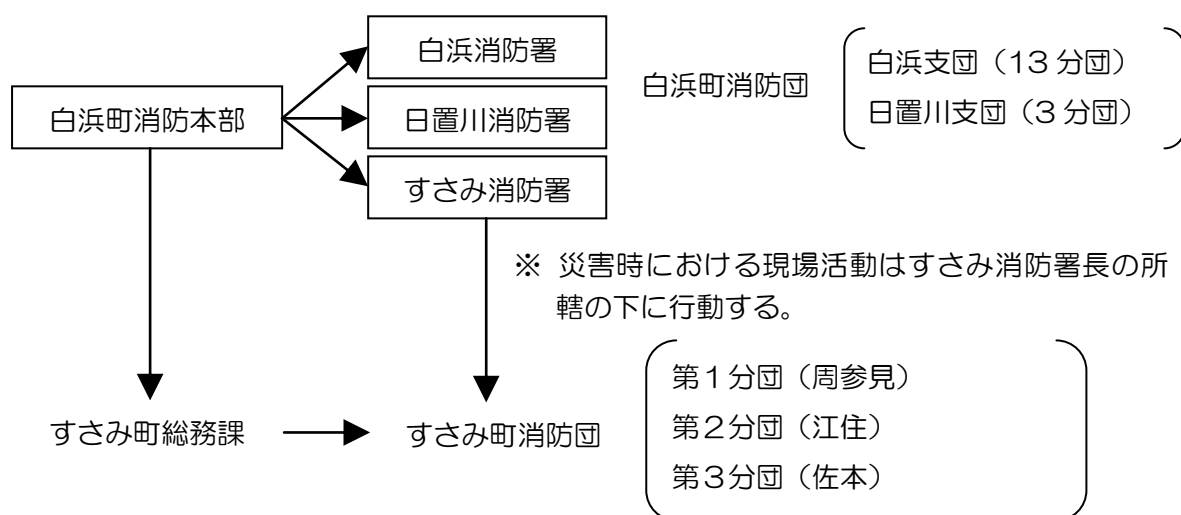 白浜消防署
白浜町消防本部
日置川消防署
すさみ消防署
白浜町消防団
白浜支団（13 分団）
日置川支団（3 分団）
※ 災害時における現場活動はすさみ消防署長の所
轄の下に行動する。
すさみ町総務課
すさみ町消防団
第１分団（周参見）
第２分団（江住）
第３分団（佐本）